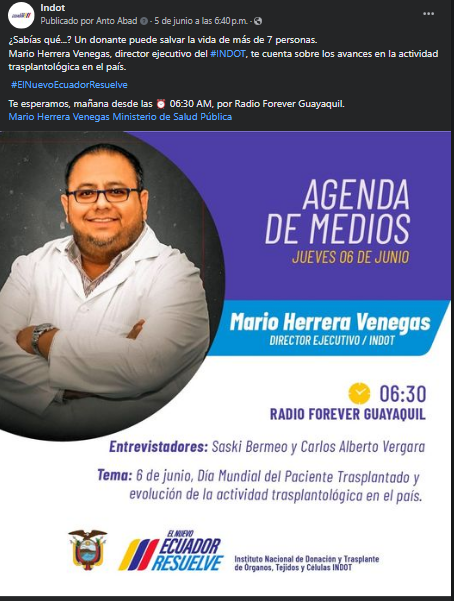 Indot
Publicado por Anto Abad · 5 de junio a las 6:40 p. m. ·
¿Sabías qué...? Un donante puede salvar la vida de más de 7 personas.
Mario Herrera Venegas, director ejecutivo del #INDOT, te cuenta sobre los avances en la actividad
trasplantológica en el país.
#ElNuevoEcuadorResuelve
Te esperamos, mañana desde las ⏰ 06:30 AM, por Radio Forever Guayaquil.
Mario Herrera Venegas Ministerio de Salud Pública
AGENDA
DE MEDIOS
JUEVES 06 DE JUNIO
Mario Herrera Venegas
DIRECTOR EJECUTIVO / INDOT
06:30
RADIO FOREVER GUAYAQUIL
Entrevistadores: Saski Bermeo y Carlos Alberto Vergara
Tema: 6 de junio, Día Mundial del Paciente Trasplantado y
evolución de la actividad trasplantológica en el país.
EL NUEVO
ECUADOR
RESUELVE
Instituto Nacional de Donación y Trasplante
de Órganos, Tejidos y Células INDOT